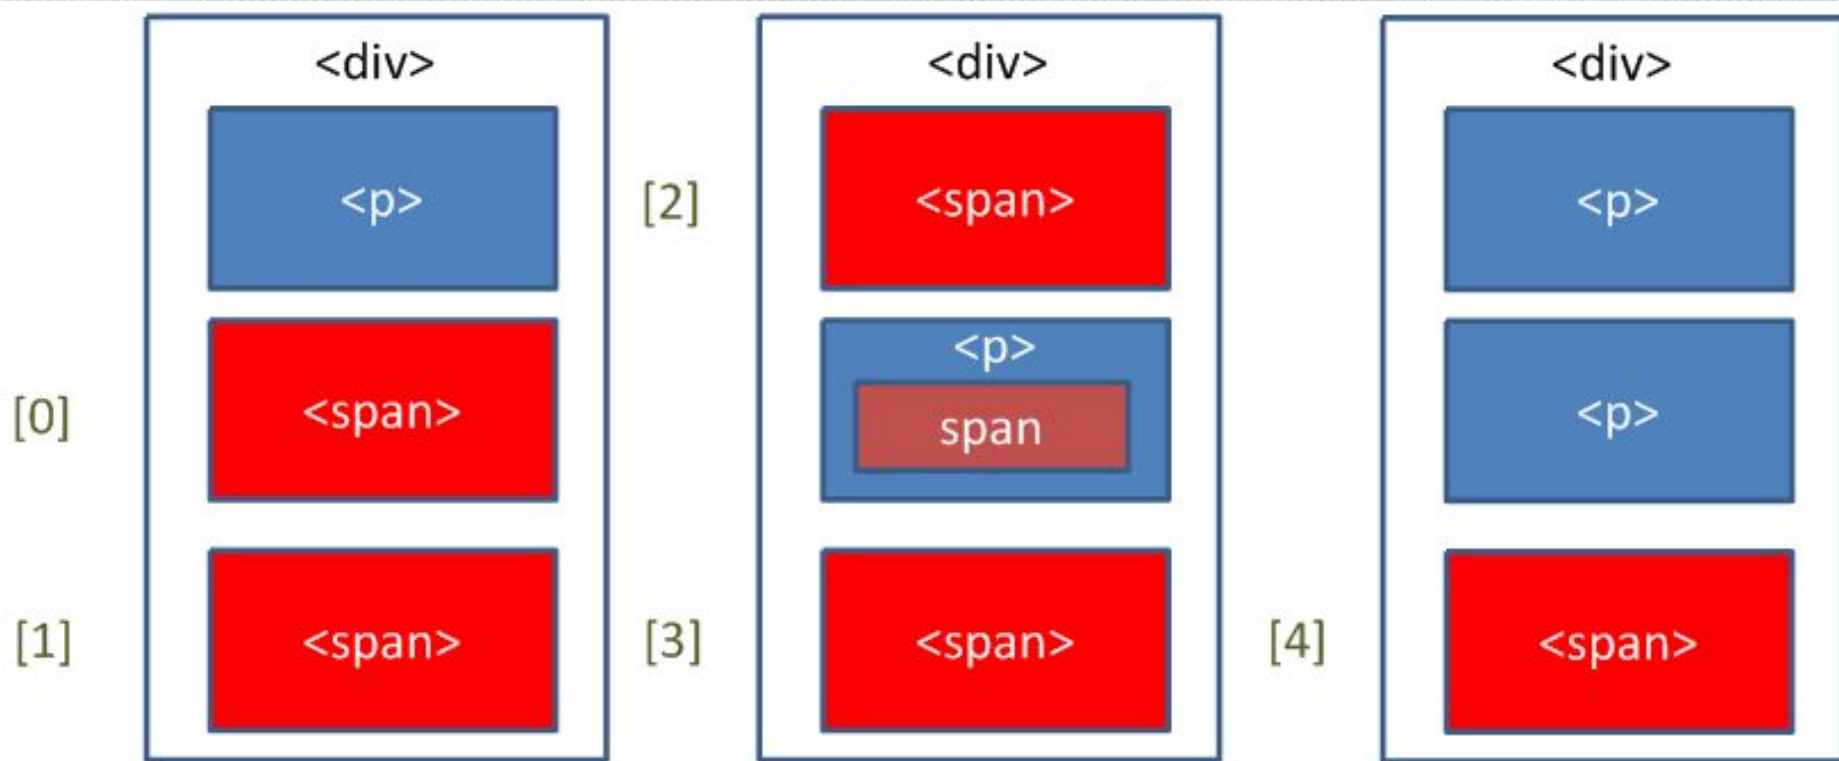 <div> <div> <div>
<p> [2] <span> <p>
<p>
[0] <span> span <p>
[1] <span> [3] <span> [4] <span>